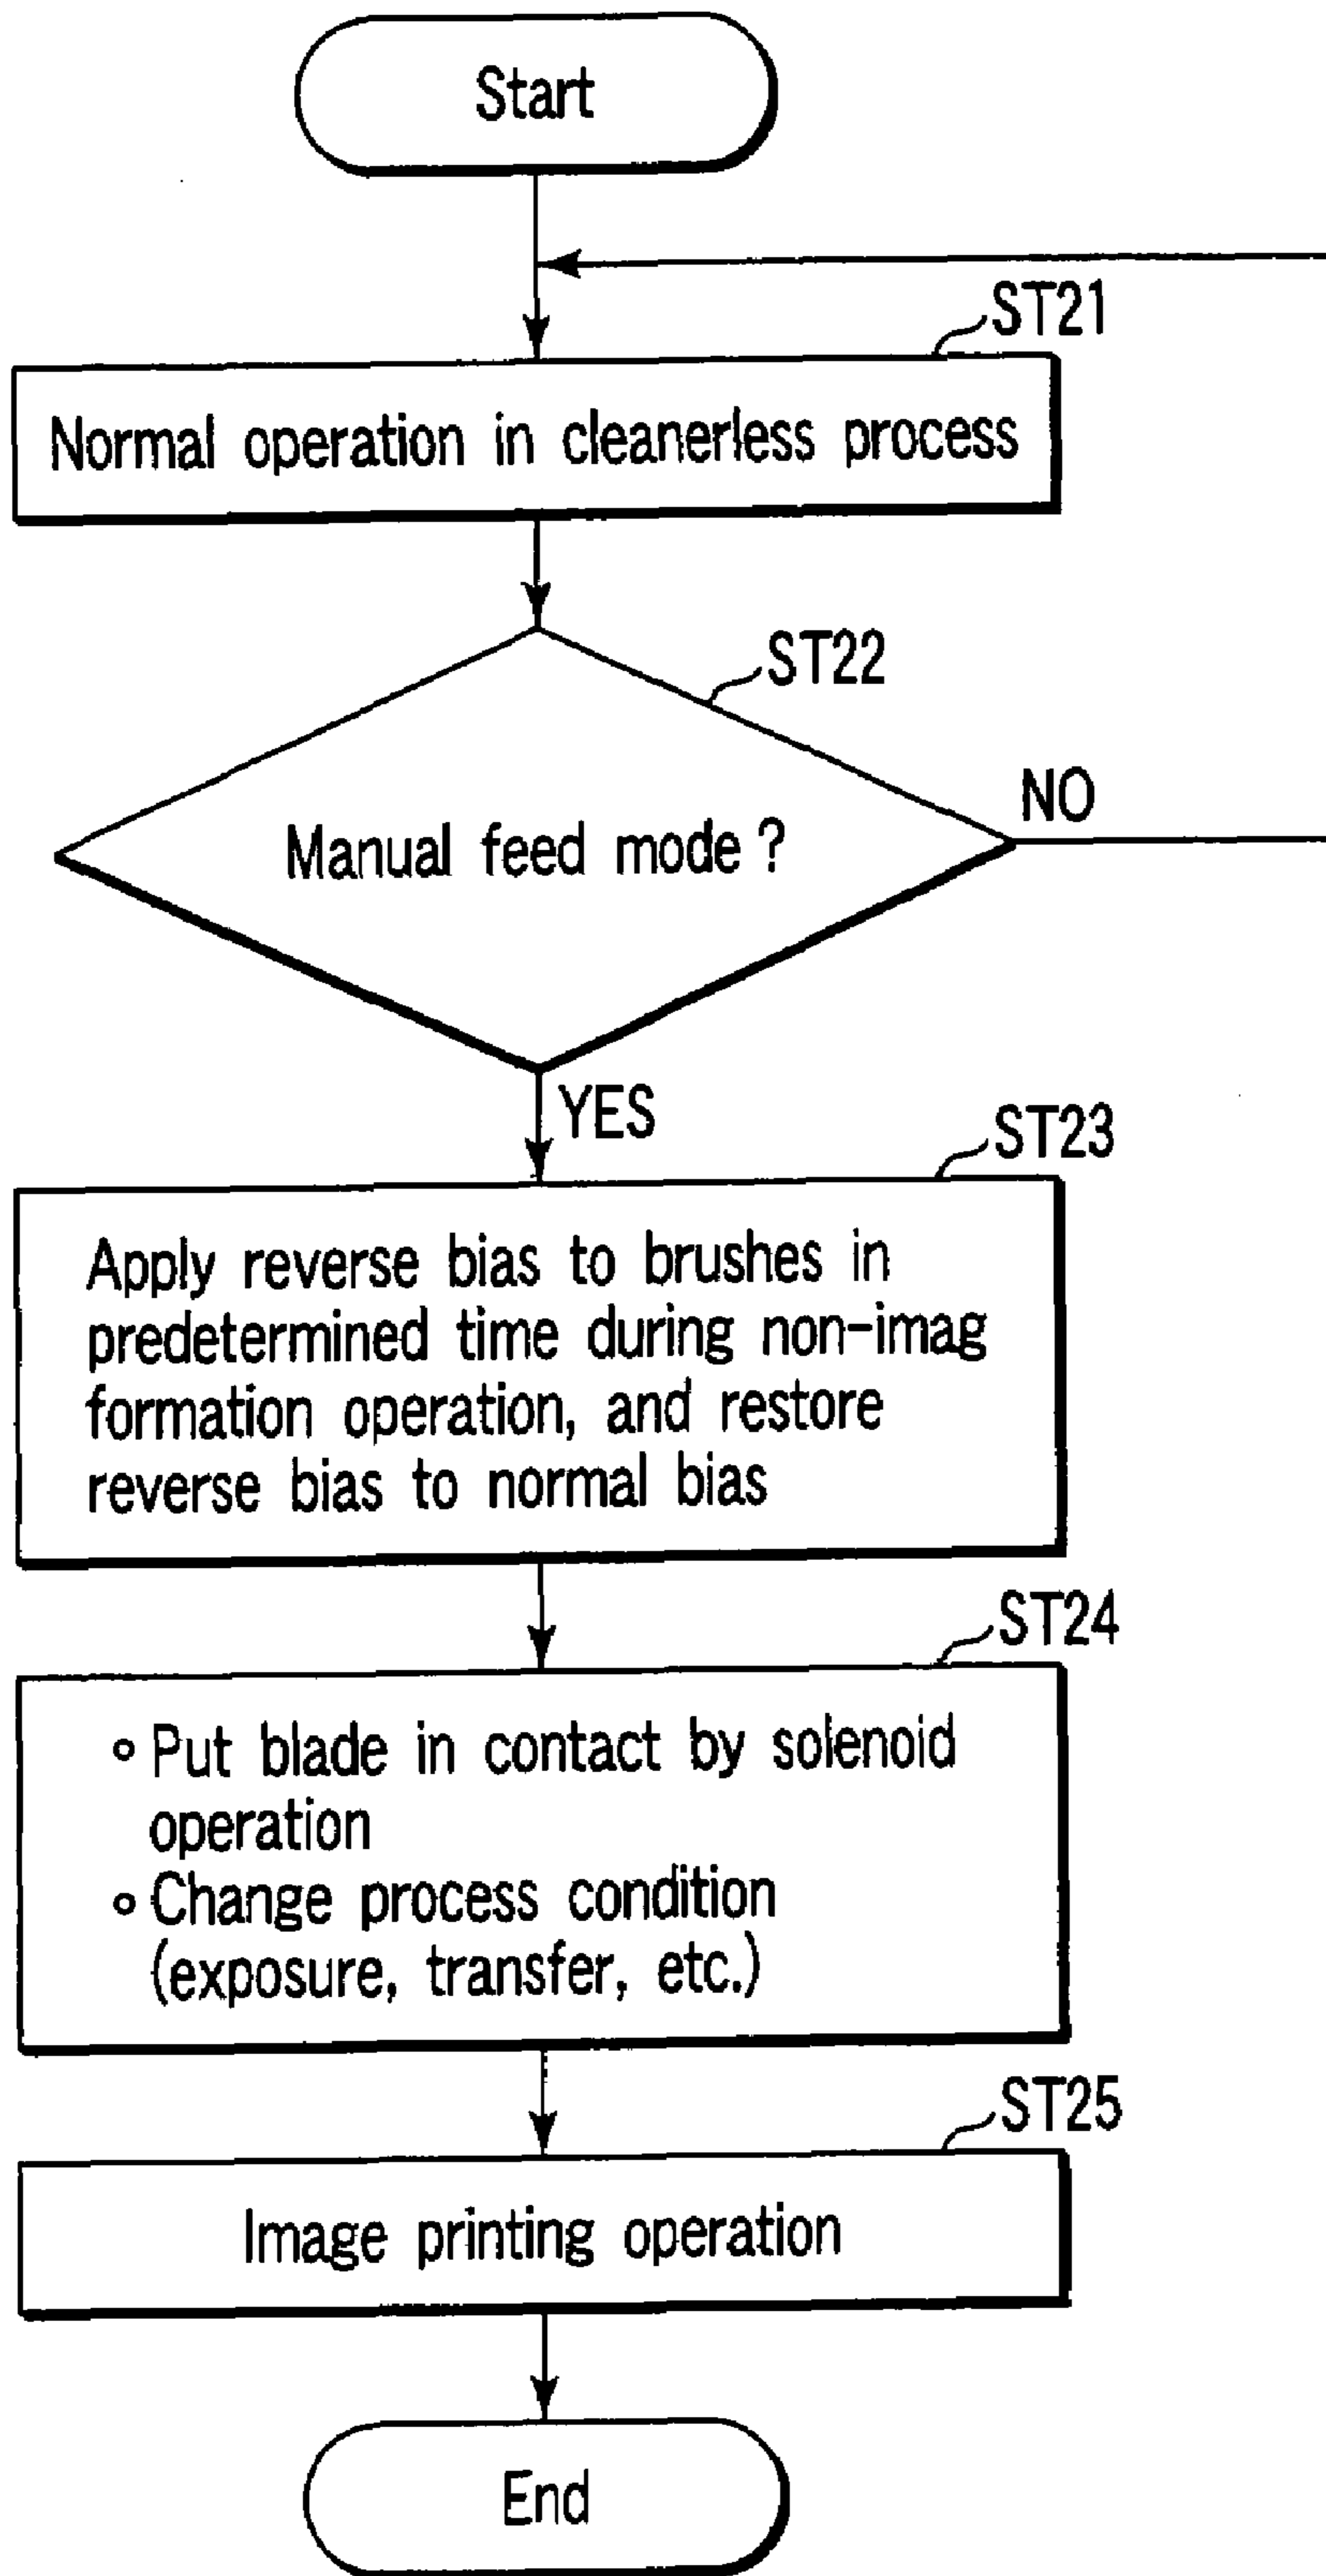 Start
ST21
Normal operation in cleanerless process
ST22
Manual feed mode ?
NO
YES
ST23
Apply reverse bias to brushes in
predetermined time during non-imag
formation operation, and restore
reverse bias to normal bias
ST24
∘ Put blade in contact by solenoid
operation
∘ Change process condition
(exposure, transfer, etc.)
ST25
Image printing operation
End